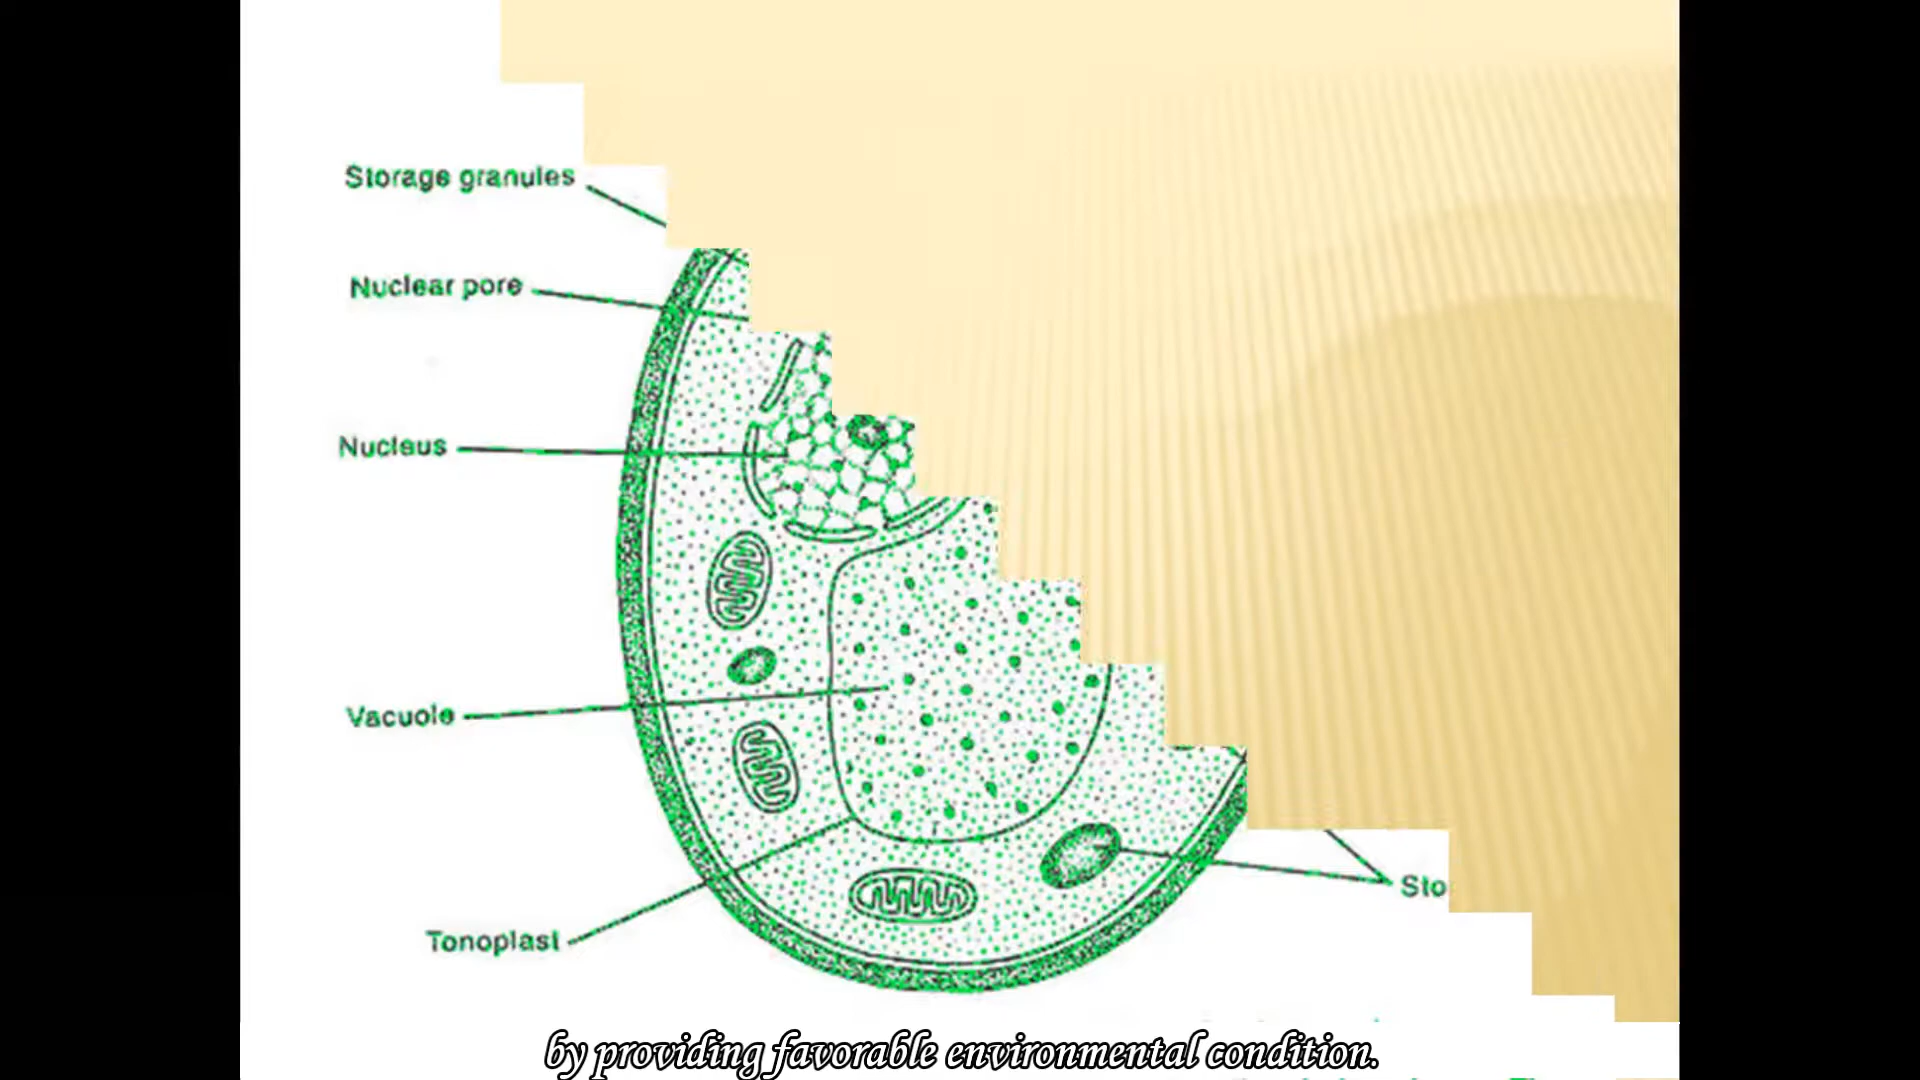 Storage granules
Nuclear pore
Nucleus
Vacuole
Sto
Tonoplast
by providing favorable environmental condition.